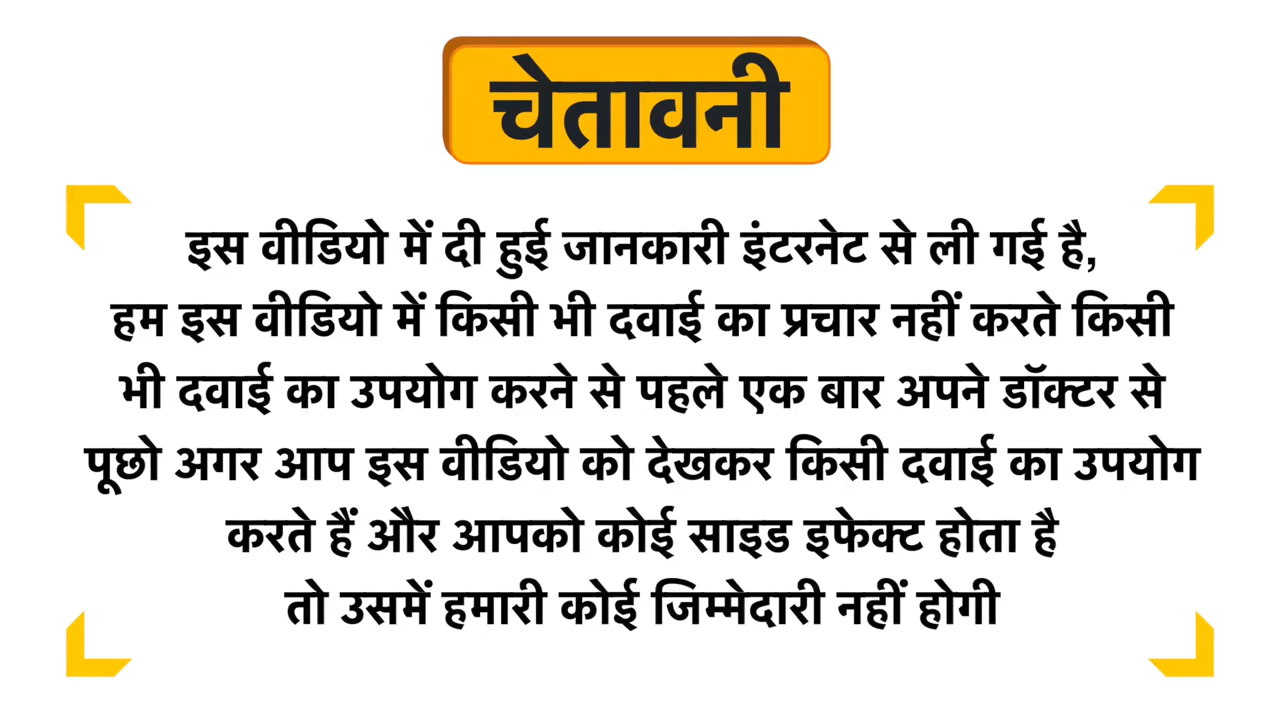 चेतावनी
इस वीडियो में दी हुई जानकारी इंटरनेट से ली गई है,
हम इस वीडियो में किसी भी दवाई का प्रचार नहीं करते किसी
भी दवाई का उपयोग करने से पहले एक बार अपने डॉक्टर से
पूछो अगर आप इस वीडियो को देखकर किसी दवाई का उपयोग
करते हैं और आपको कोई साइड इफेक्ट होता है
तो उसमें हमारी कोई जिम्मेदारी नहीं होगी